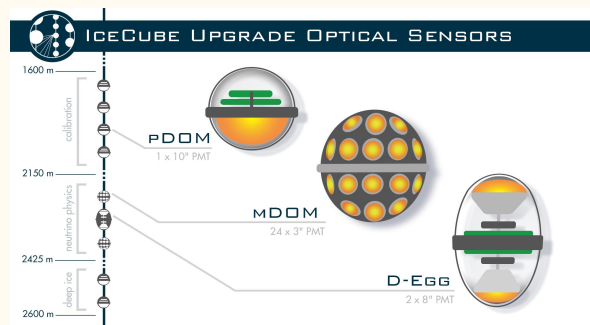 IceCube Upgrade Optical Sensors
1600 m
calibration
pDOM
1 x 10" PMT
2150 m
neutrino physics
mDOM
24 x 3" PMT
2425 m
D-Egg
2 x 8" PMT
deep ice
2600 m